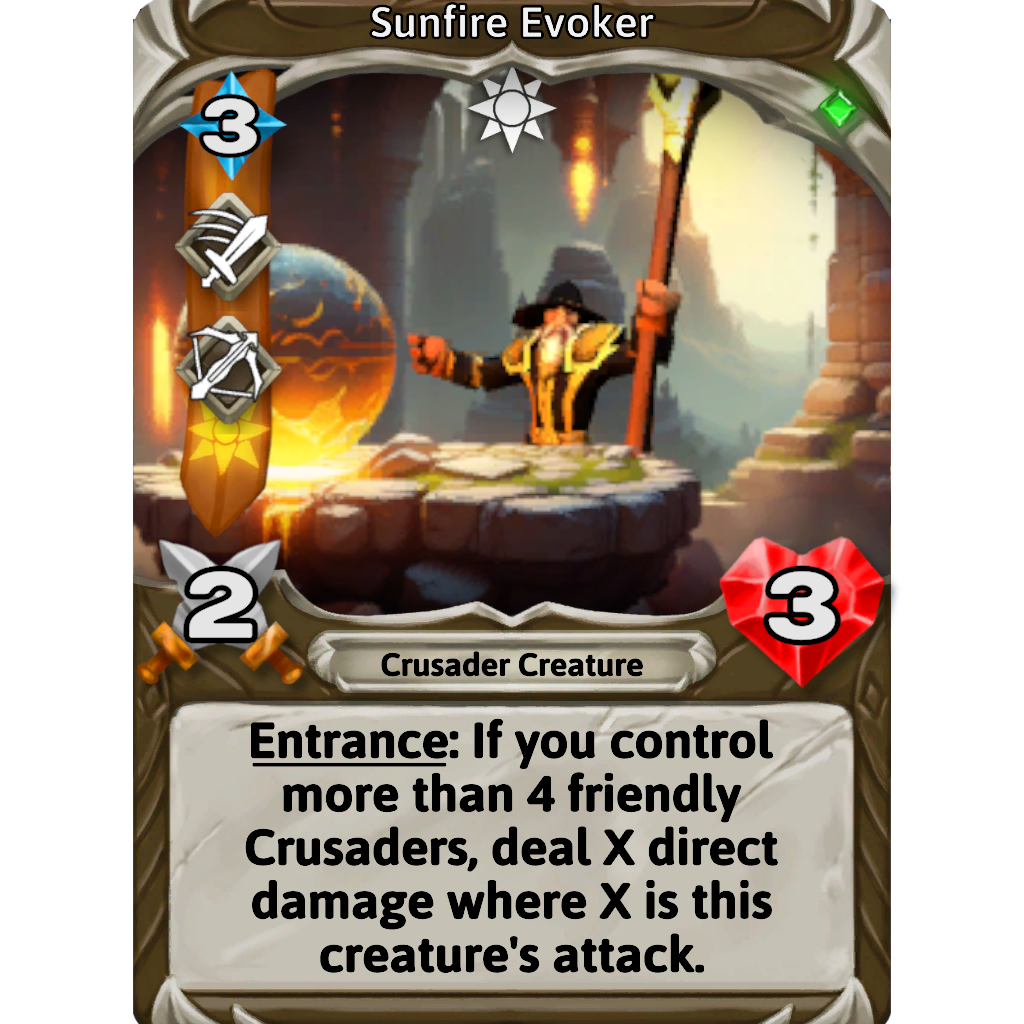 Sunfire Evoker
3
2
3
Crusader Creature
Entrance: If you control
more than 4 friendly
Crusaders, deal X direct
damage where X is this
creature's attack.